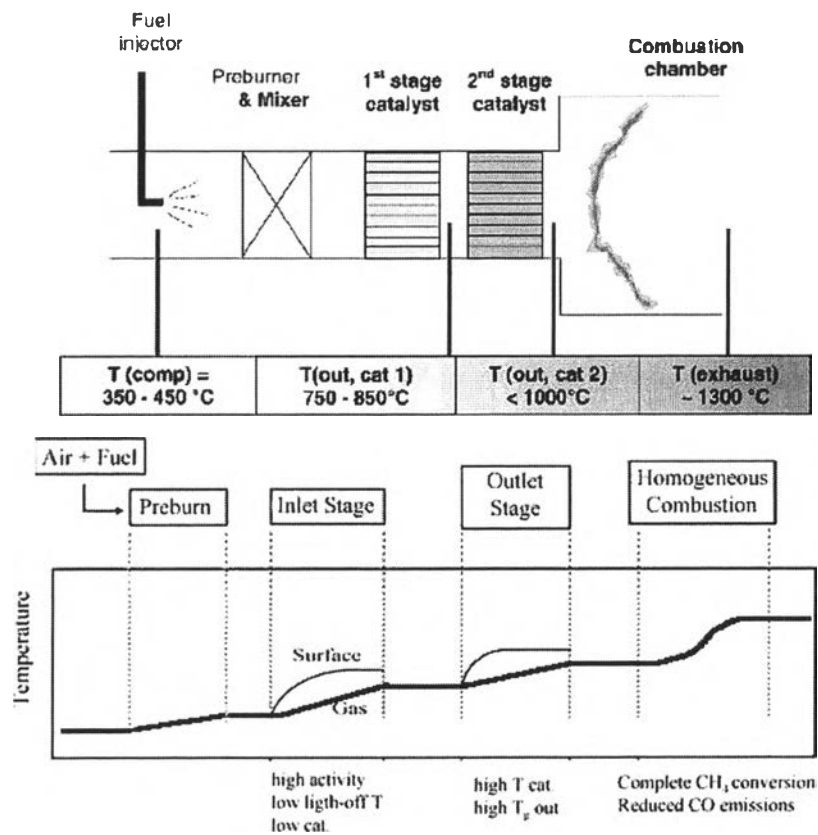 Fuel
injector
Preburner
& Mixer
1st stage
catalyst
2nd stage
catalyst
Combustion
chamber
T (comp) =
350 - 450 °C
T(out, cat 1)
750 - 850°C
T (out, cat 2)
< 1000°C
T (exhaust)
~ 1300 °C
Air + Fuel
Preburn
Inlet Stage
Outlet
Stage
Homogeneous
Combustion
Temperature
Surface
Gas
high activity
low ligth-off T
low cat.
high T cat
high Tg out
Complete CH4 conversion
Reduced CO emissions